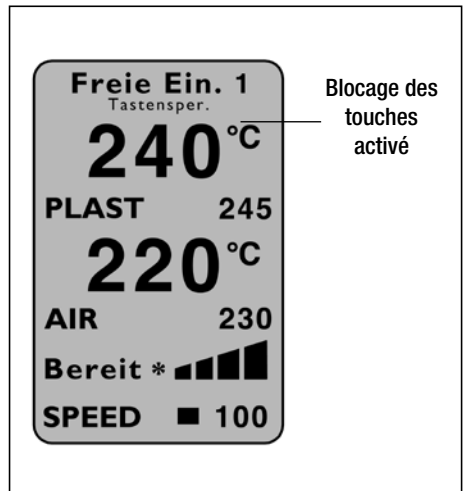 Freie Ein. 1
Tastensper.
240°C
PLAST 245
220°C
AIR 230
Bereit *
SPEED ■ 100
Blocage des
touches
activé